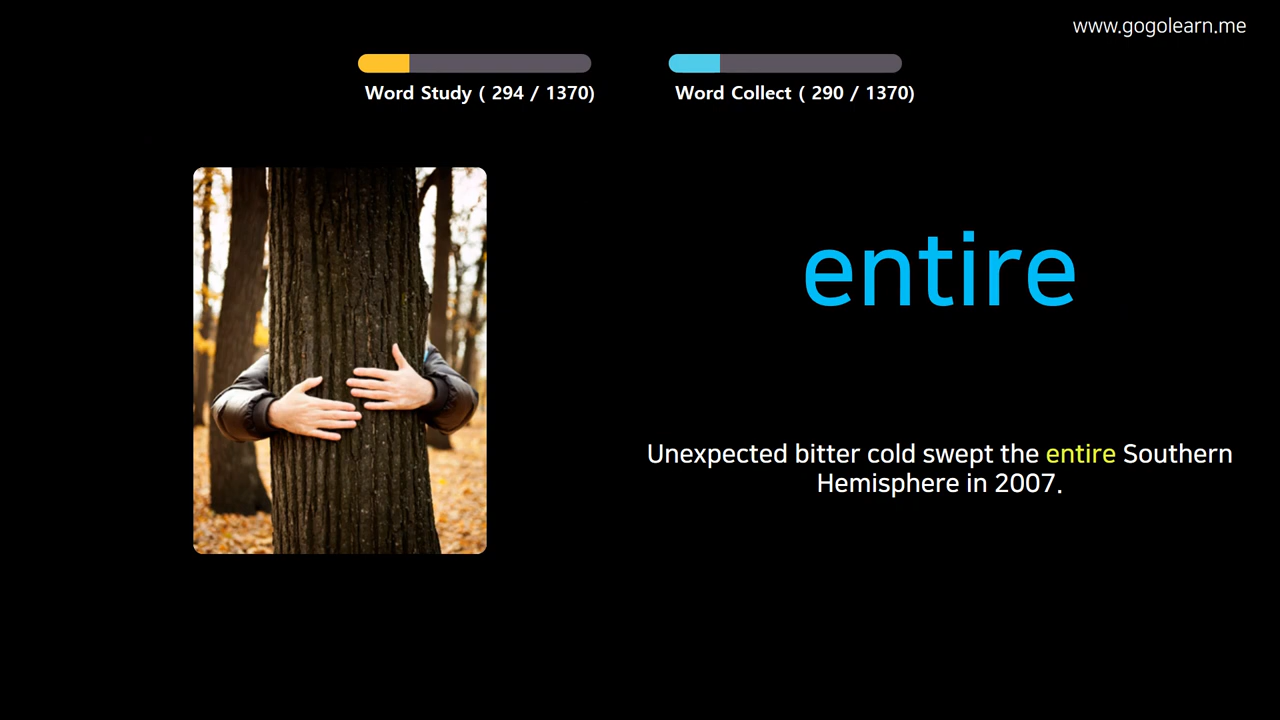 www.gogolearn.me
Word Study ( 294 / 1370)
Word Collect ( 290 / 1370)
entire
Unexpected bitter cold swept the entire Southern
Hemisphere in 2007.